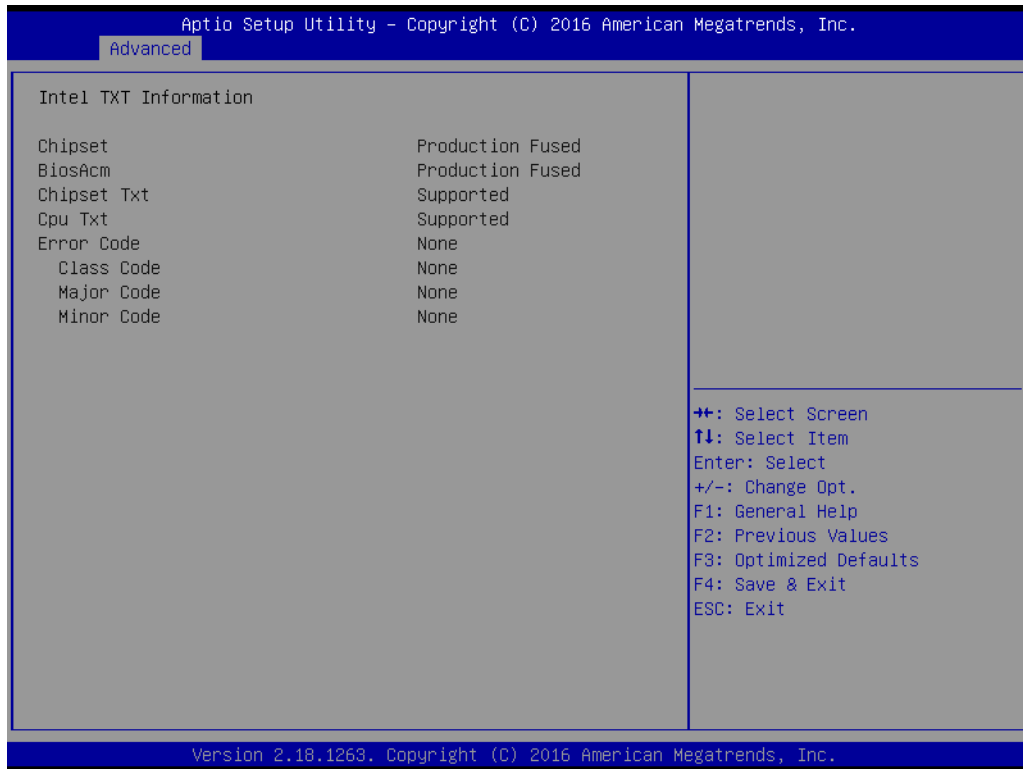 Aptio Setup Utility – Copyright (C) 2016 American Megatrends, Inc.
Advanced
Intel TXT Information
Chipset Production Fused
BiosAcm Production Fused
Chipset Txt Supported
Cpu Txt Supported
Error Code None
Class Code None
Major Code None
Minor Code None
→←: Select Screen
↑↓: Select Item
Enter: Select
+/-: Change Opt.
F1: General Help
F2: Previous Values
F3: Optimized Defaults
F4: Save & Exit
ESC: Exit
Version 2.18.1263. Copyright (C) 2016 American Megatrends, Inc.